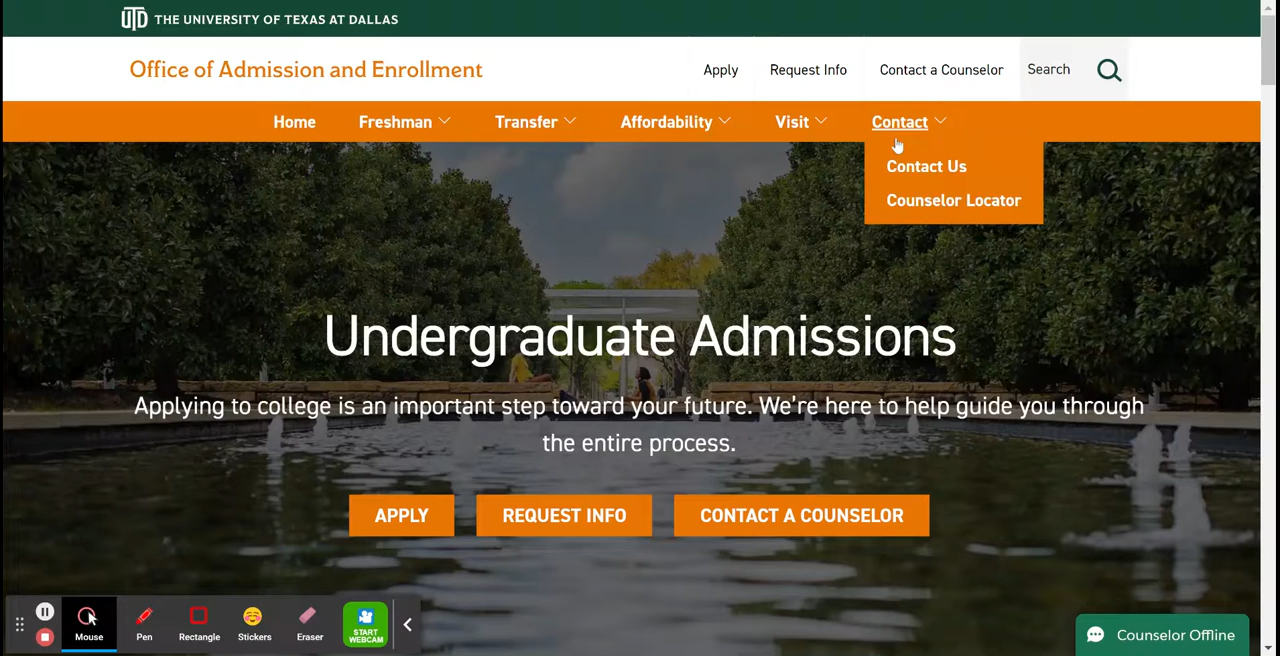 UTD THE UNIVERSITY OF TEXAS AT DALLAS
Office of Admission and Enrollment
Apply Request Info Contact a Counselor Search
Home Freshman Transfer Affordability Visit Contact
Contact Us
Counselor Locator
Undergraduate Admissions
Applying to college is an important step toward your future. We’re here to help guide you through
the entire process.
APPLY REQUEST INFO CONTACT A COUNSELOR
Mouse Pen Rectangle Stickers Eraser START
WEBCAM
Counselor Offline